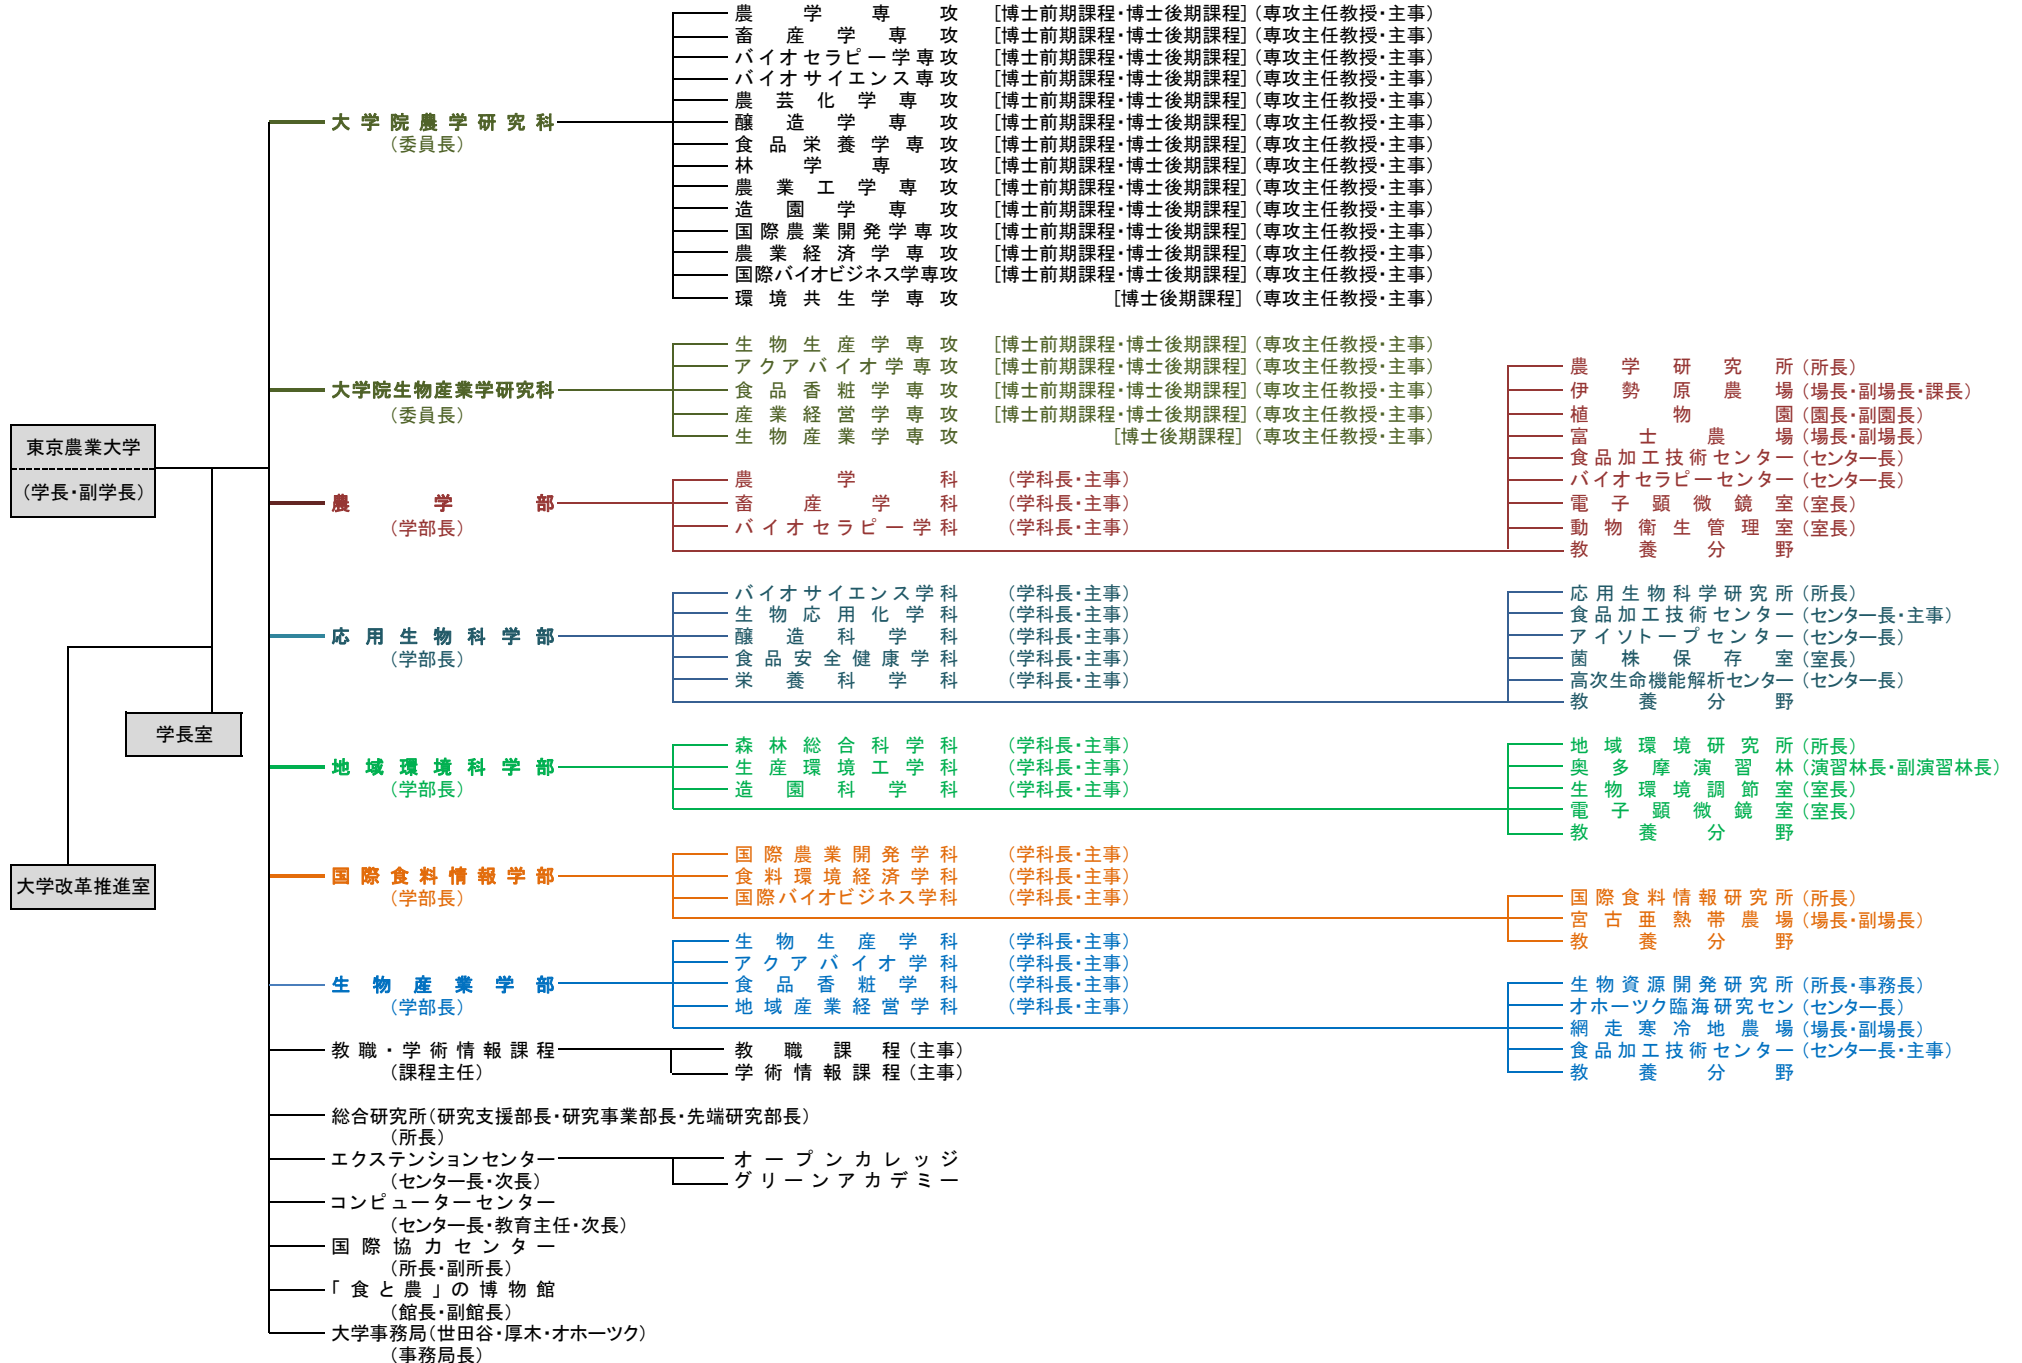 農学専攻 [博士前期課程・博士後期課程] (専攻主任教授・主事)
畜産学専攻 [博士前期課程・博士後期課程] (専攻主任教授・主事)
バイオセラピー学専攻 [博士前期課程・博士後期課程] (専攻主任教授・主事)
バイオサイエンス専攻 [博士前期課程・博士後期課程] (専攻主任教授・主事)
農芸化学専攻 [博士前期課程・博士後期課程] (専攻主任教授・主事)
大学院農学研究科 醸造学専攻 [博士前期課程・博士後期課程] (専攻主任教授・主事)
(委員長) 食品栄養学専攻 [博士前期課程・博士後期課程] (専攻主任教授・主事)
林学専攻 [博士前期課程・博士後期課程] (専攻主任教授・主事)
農業工学専攻 [博士前期課程・博士後期課程] (専攻主任教授・主事)
造園学専攻 [博士前期課程・博士後期課程] (専攻主任教授・主事)
国際農業開発学専攻 [博士前期課程・博士後期課程] (専攻主任教授・主事)
農業経済学専攻 [博士前期課程・博士後期課程] (専攻主任教授・主事)
国際バイオビジネス学専攻 [博士前期課程・博士後期課程] (専攻主任教授・主事)
環境共生学専攻 [博士後期課程] (専攻主任教授・主事)
生物生産学専攻 [博士前期課程・博士後期課程] (専攻主任教授・主事)
アクアバイオ学専攻 [博士前期課程・博士後期課程] (専攻主任教授・主事) 農学研究所 (所長)
大学院生物産業学研究科 食品香粧学専攻 [博士前期課程・博士後期課程] (専攻主任教授・主事) 伊勢原農場 (場長・副場長・課長)
(委員長) 産業経営学専攻 [博士前期課程・博士後期課程] (専攻主任教授・主事) 植物園 (園長・副園長)
生物産業学専攻 [博士後期課程] (専攻主任教授・主事) 富士農場 (場長・副場長)
東京農業大学
食品加工技術センター (センター長)
農学科 (学科長・主事) バイオセラピーセンター (センター長)
(学長・副学長)
農学部 畜産学科 (学科長・主事) 電子顕微鏡室 (室長)
(学部長) バイオセラピー学科 (学科長・主事) 動物衛生管理室 (室長)
教養分野
バイオサイエンス学科 (学科長・主事) 応用生物科学研究所 (所長)
生物応用化学科 (学科長・主事) 食品加工技術センター (センター長・主事)
応用生物科学部 醸造科学科 (学科長・主事) アイソトープセンター (センター長)
(学部長) 食品安全健康学科 (学科長・主事) 菌株保存室 (室長)
栄養科学科 (学科長・主事) 高次生命機能解析センター (センター長)
教養分野
学長室
森林総合科学科 (学科長・主事) 地域環境研究所 (所長)
地域環境科学部 生産環境工学科 (学科長・主事) 奥多摩演習林 (演習林長・副演習林長)
(学部長) 造園科学科 (学科長・主事) 生物環境調節室 (室長)
電子顕微鏡室 (室長)
教養分野
国際農業開発学科 (学科長・主事)
国際食料情報学部 食料環境経済学科 (学科長・主事)
大学改革推進室
(学部長) 国際バイオビジネス学科 (学科長・主事) 国際食料情報研究所 (所長)
宮古亜熱帯農場 (場長・副場長)
生物生産学科 (学科長・主事) 教養分野
アクアバイオ学科 (学科長・主事)
生物産業学部 食品香粧学科 (学科長・主事) 生物資源開発研究所 (所長・事務長)
(学部長) 地域産業経営学科 (学科長・主事) オホーツク臨海研究セン (センター長)
網走寒冷地農場 (場長・副場長)
教職・学術情報課程 教職課程 (主事) 食品加工技術センター (センター長・主事)
(課程主任) 学術情報課程 (主事) 教養分野
総合研究所(研究支援部長・研究事業部長・先端研究部長)
(所長)
エクステンションセンター オープンカレッジ
(センター長・次長) グリーンアカデミー
コンピューターセンター
(センター長・教育主任・次長)
国際協力センター
(所長・副所長)
「食と農」の博物館
(館長・副館長)
大学事務局(世田谷・厚木・オホーツク)
(事務局長)